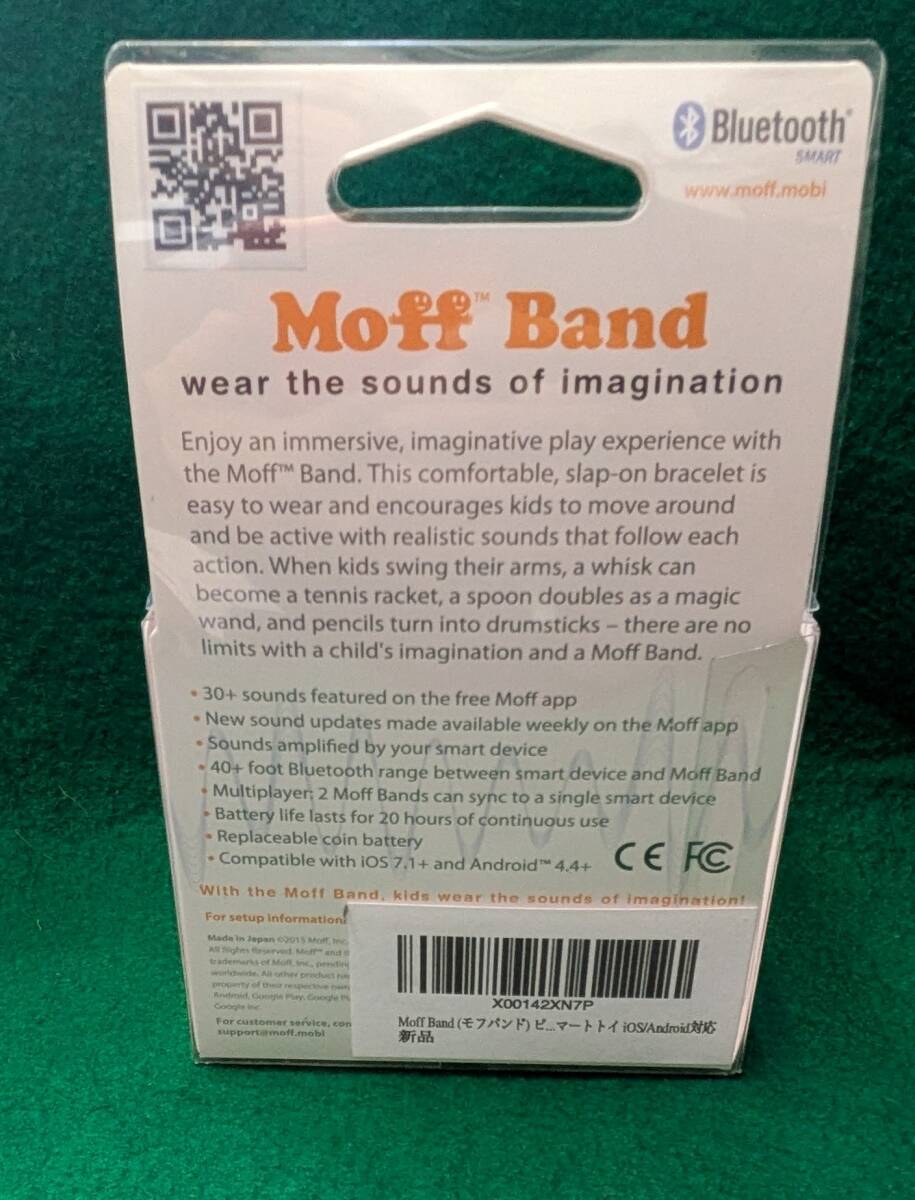 Bluetooth®
SMART
www.moff.mobi
Moff™ Band
wear the sounds of imagination
Enjoy an immersive, imaginative play experience with
the Moff™ Band. This comfortable, slap-on bracelet is
easy to wear and encourages kids to move around
and be active with realistic sounds that follow each
action. When kids swing their arms, a whisk can
become a tennis racket, a spoon doubles as a magic
wand, and pencils turn into drumsticks – there are no
limits with a child's imagination and a Moff Band.
• 30+ sounds featured on the free Moff app
• New sound updates made available weekly on the Moff app
• Sounds amplified by your smart device
• 40+ foot Bluetooth range between smart device and Moff Band
• Multiplayer: 2 Moff Bands can sync to a single smart device
• Battery life lasts for 20 hours of continuous use
• Replaceable coin battery
• Compatible with iOS 7.1+ and Android™ 4.4+
CE FC
With the Moff Band, kids wear the sounds of imagination!
For setup information
Made in Japan ©2015 Moff, Inc.
All Rights Reserved. Moff™ and
trademarks of Moff, Inc., pending
worldwide. All other product
property of their respective
Android, Google Play, Google
Google Inc.
For customer service,
support@moff.mobi
X00142XN7P
Moff Band (モフバンド) ビ...マートトイ iOS/Android対応
新品